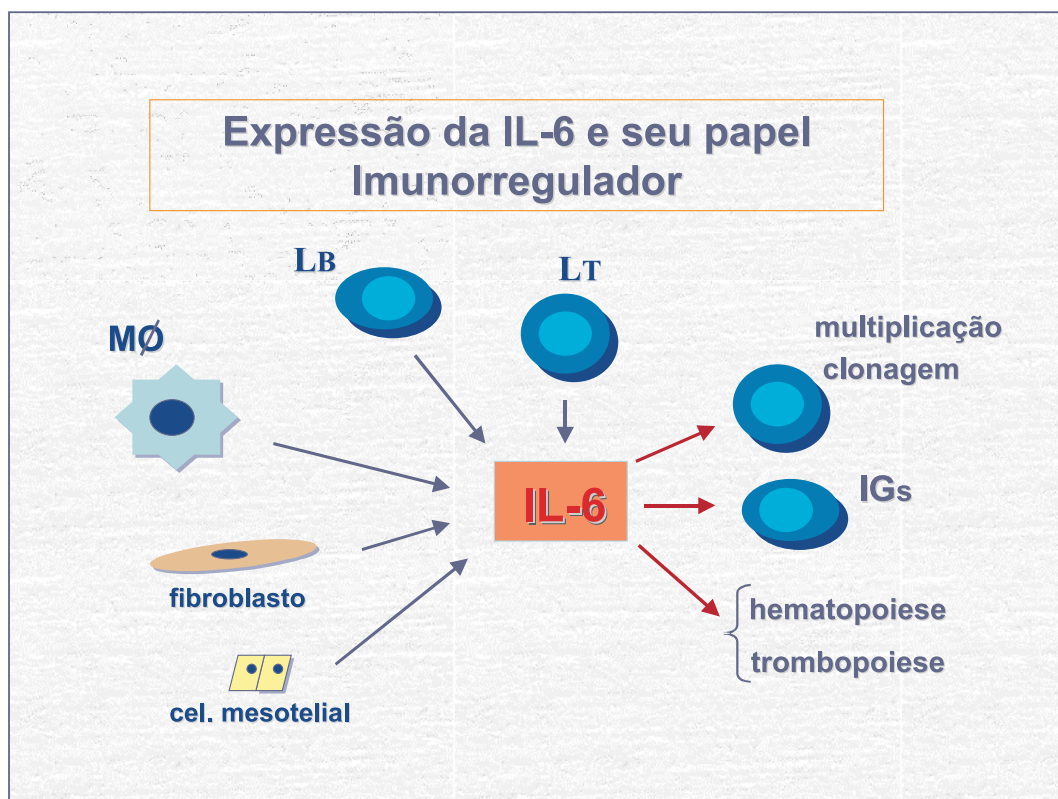 Expressão da IL-6 e seu papel
Imunorregulador
LB
LT
MØ
multiplicação
clonagem
IL-6
IGs
fibroblasto
hematopoiese
trombopoiese
cel. mesotelial